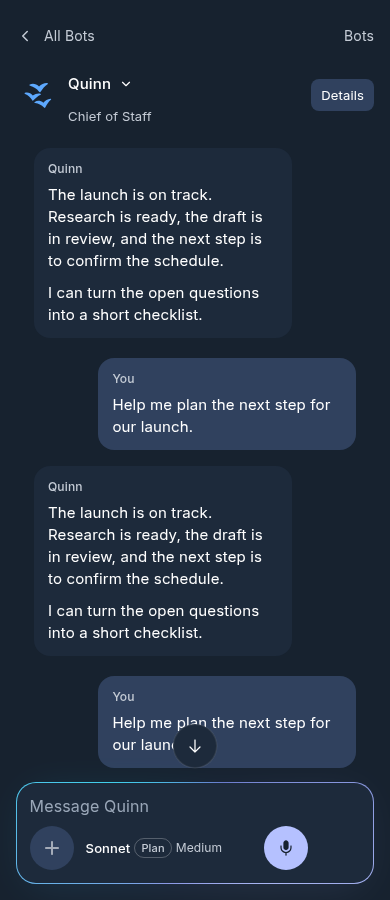 All Bots
Bots
Quinn
Chief of Staff
Details
Quinn
The launch is on track.
Research is ready, the draft is
in review, and the next step is
to confirm the schedule.
I can turn the open questions
into a short checklist.
You
Help me plan the next step for
our launch.
Quinn
The launch is on track.
Research is ready, the draft is
in review, and the next step is
to confirm the schedule.
I can turn the open questions
into a short checklist.
You
Help me plan the next step for
our
Message Quinn
Sonnet Plan Medium